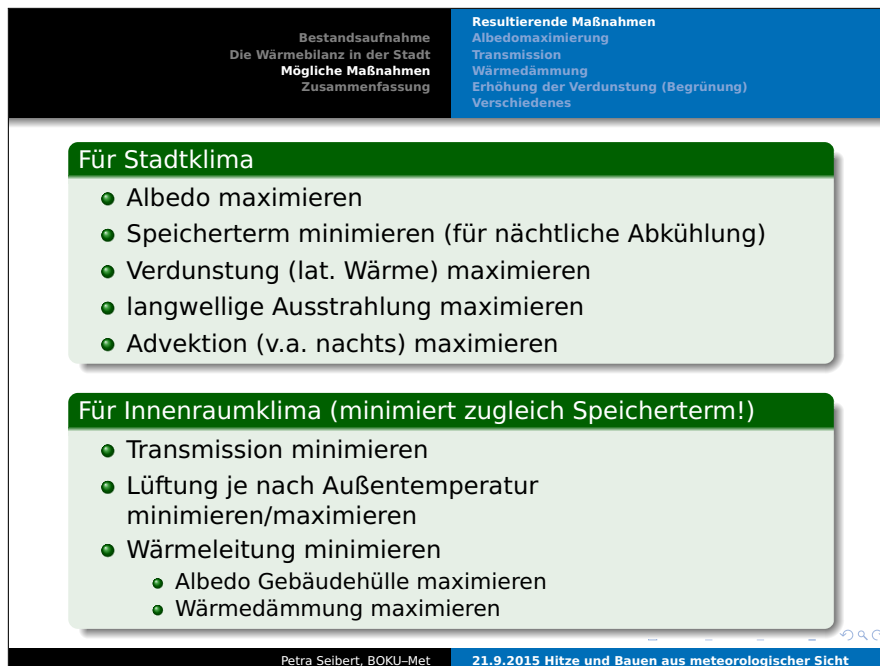 Bestandsaufnahme
Die Wärmebilanz in der Stadt
Mögliche Maßnahmen
Zusammenfassung
Resultierende Maßnahmen
Albedomaximierung
Transmission
Wärmedämmung
Erhöhung der Verdunstung (Begrünung)
Verschiedenes
Für Stadtklima
Albedo maximieren
Speicherterm minimieren (für nächtliche Abkühlung)
Verdunstung (lat. Wärme) maximieren
langwellige Ausstrahlung maximieren
Advektion (v.a. nachts) maximieren
Für Innenraumklima (minimiert zugleich Speicherterm!)
Transmission minimieren
Lüftung je nach Außentemperatur
minimieren/maximieren
Wärmeleitung minimieren
Albedo Gebäudehülle maximieren
Wärmedämmung maximieren
Petra Seibert, BOKU–Met
21.9.2015 Hitze und Bauen aus meteorologischer Sicht